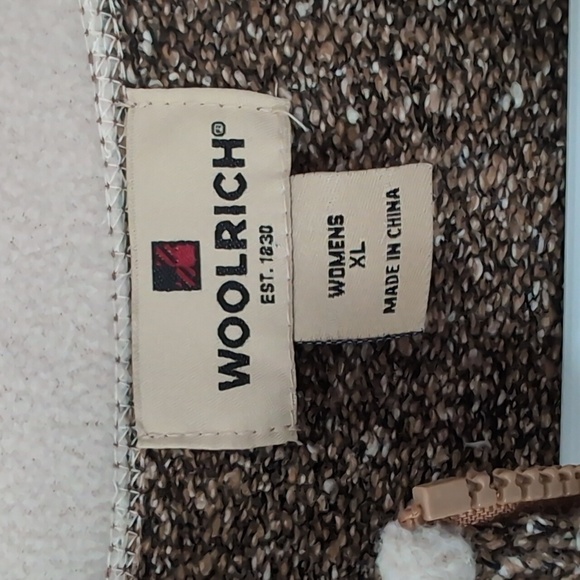 WOOLRICH®
EST. 1830
WOMENS
XL
MADE IN CHINA